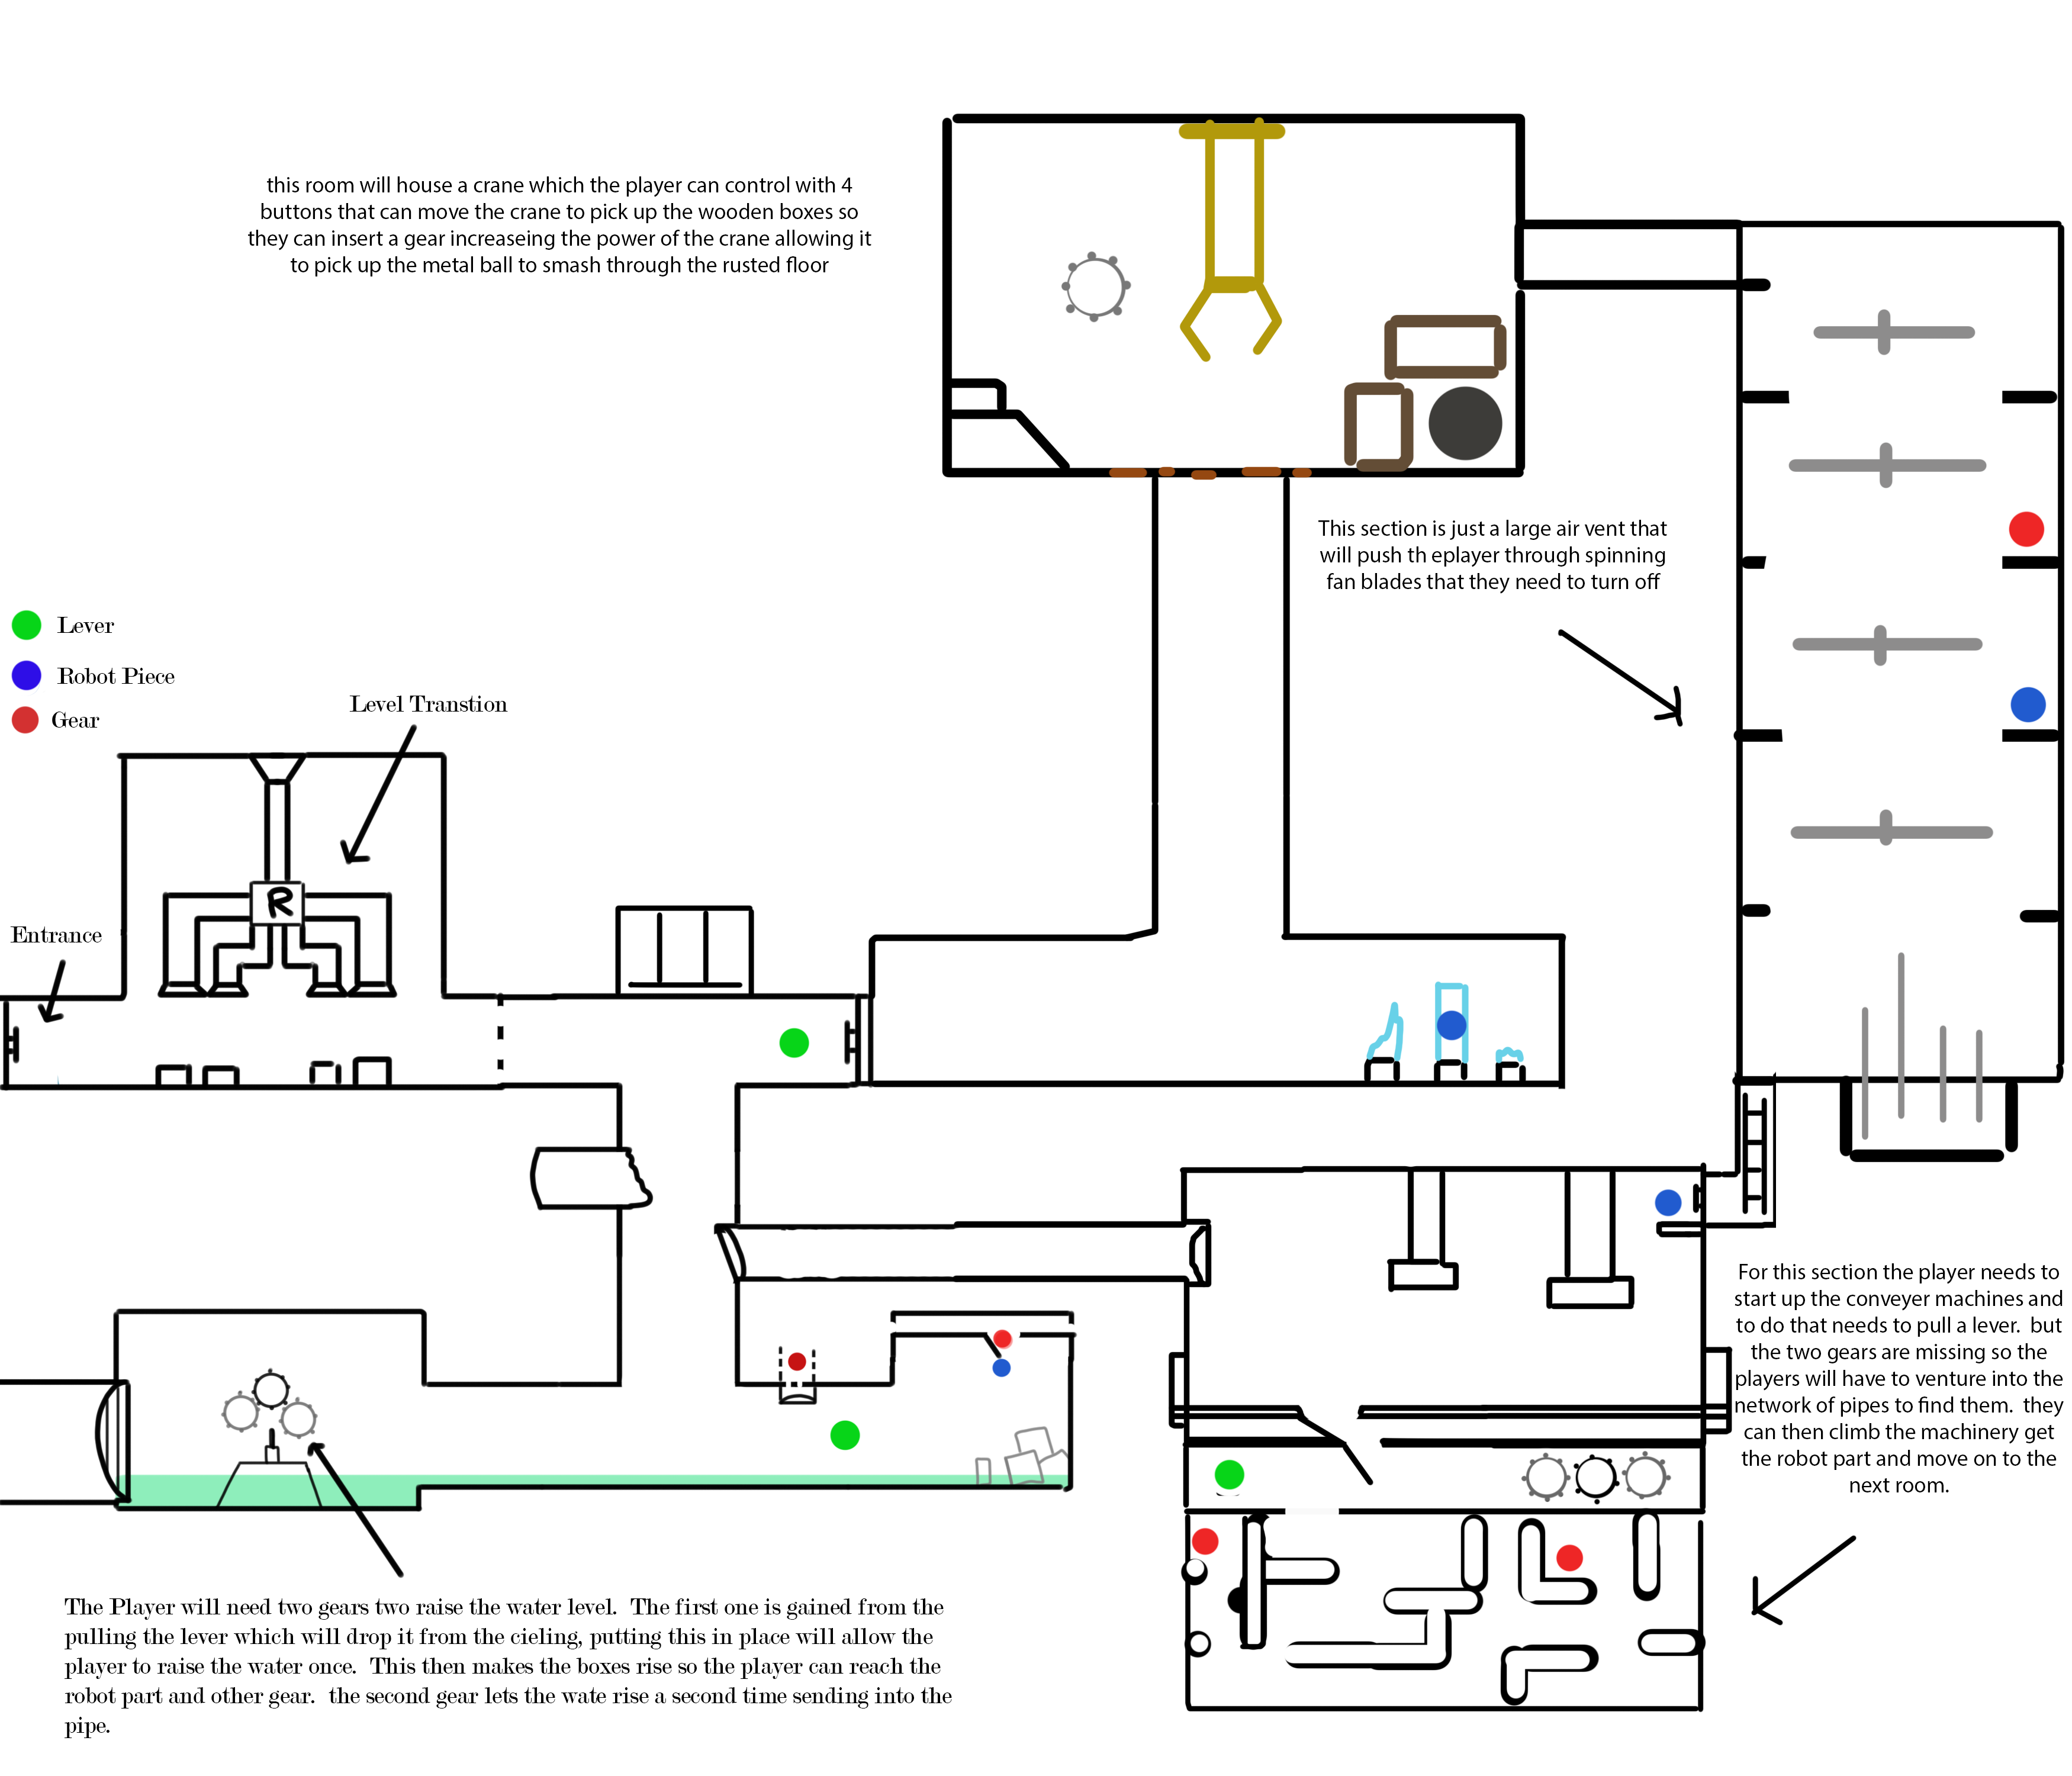 this room will house a crane which the player can control with 4
buttons that can move the crane to pick up the wooden boxes so
they can insert a gear increaseing the power of the crane allowing it
to pick up the metal ball to smash through the rusted floor
This section is just a large air vent that
will push th eplayer through spinning
fan blades that they need to turn off
Lever
Robot Piece
Gear
Level Transtion
R
Entrance
For this section the player needs to
start up the conveyer machines and
to do that needs to pull a lever. but
the two gears are missing so the
players will have to venture into the
network of pipes to find them. they
can then climb the machinery get
the robot part and move on to the
next room.
The Player will need two gears two raise the water level. The first one is gained from the
pulling the lever which will drop it from the cieling, putting this in place will allow the
player to raise the water once. This then makes the boxes rise so the player can reach the
robot part and other gear. the second gear lets the wate rise a second time sending into the
pipe.